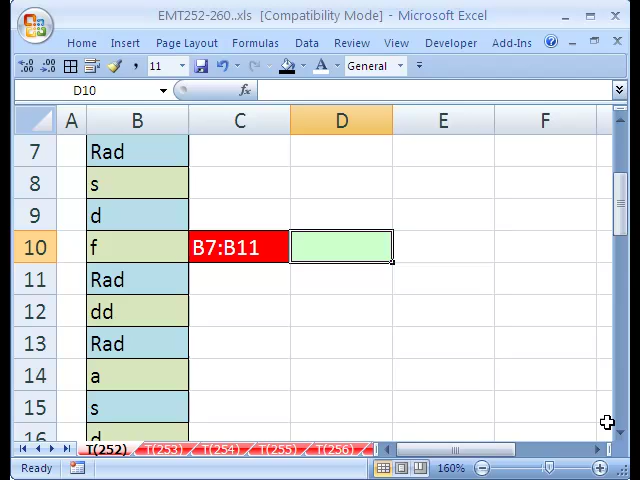 EMT252-260..xls [Compatibility Mode] - Microsoft Excel
Home Insert Page Layout Formulas Data Review View Developer Add-Ins
11 General
D10 fx
A B C D E F
7 Rad
8 s
9 d
10 f B7:B11
11 Rad
12 dd
13 Rad
14 a
15 s
16 d
T(252) T(253) T(254) T(255) T(256)
Ready 160%